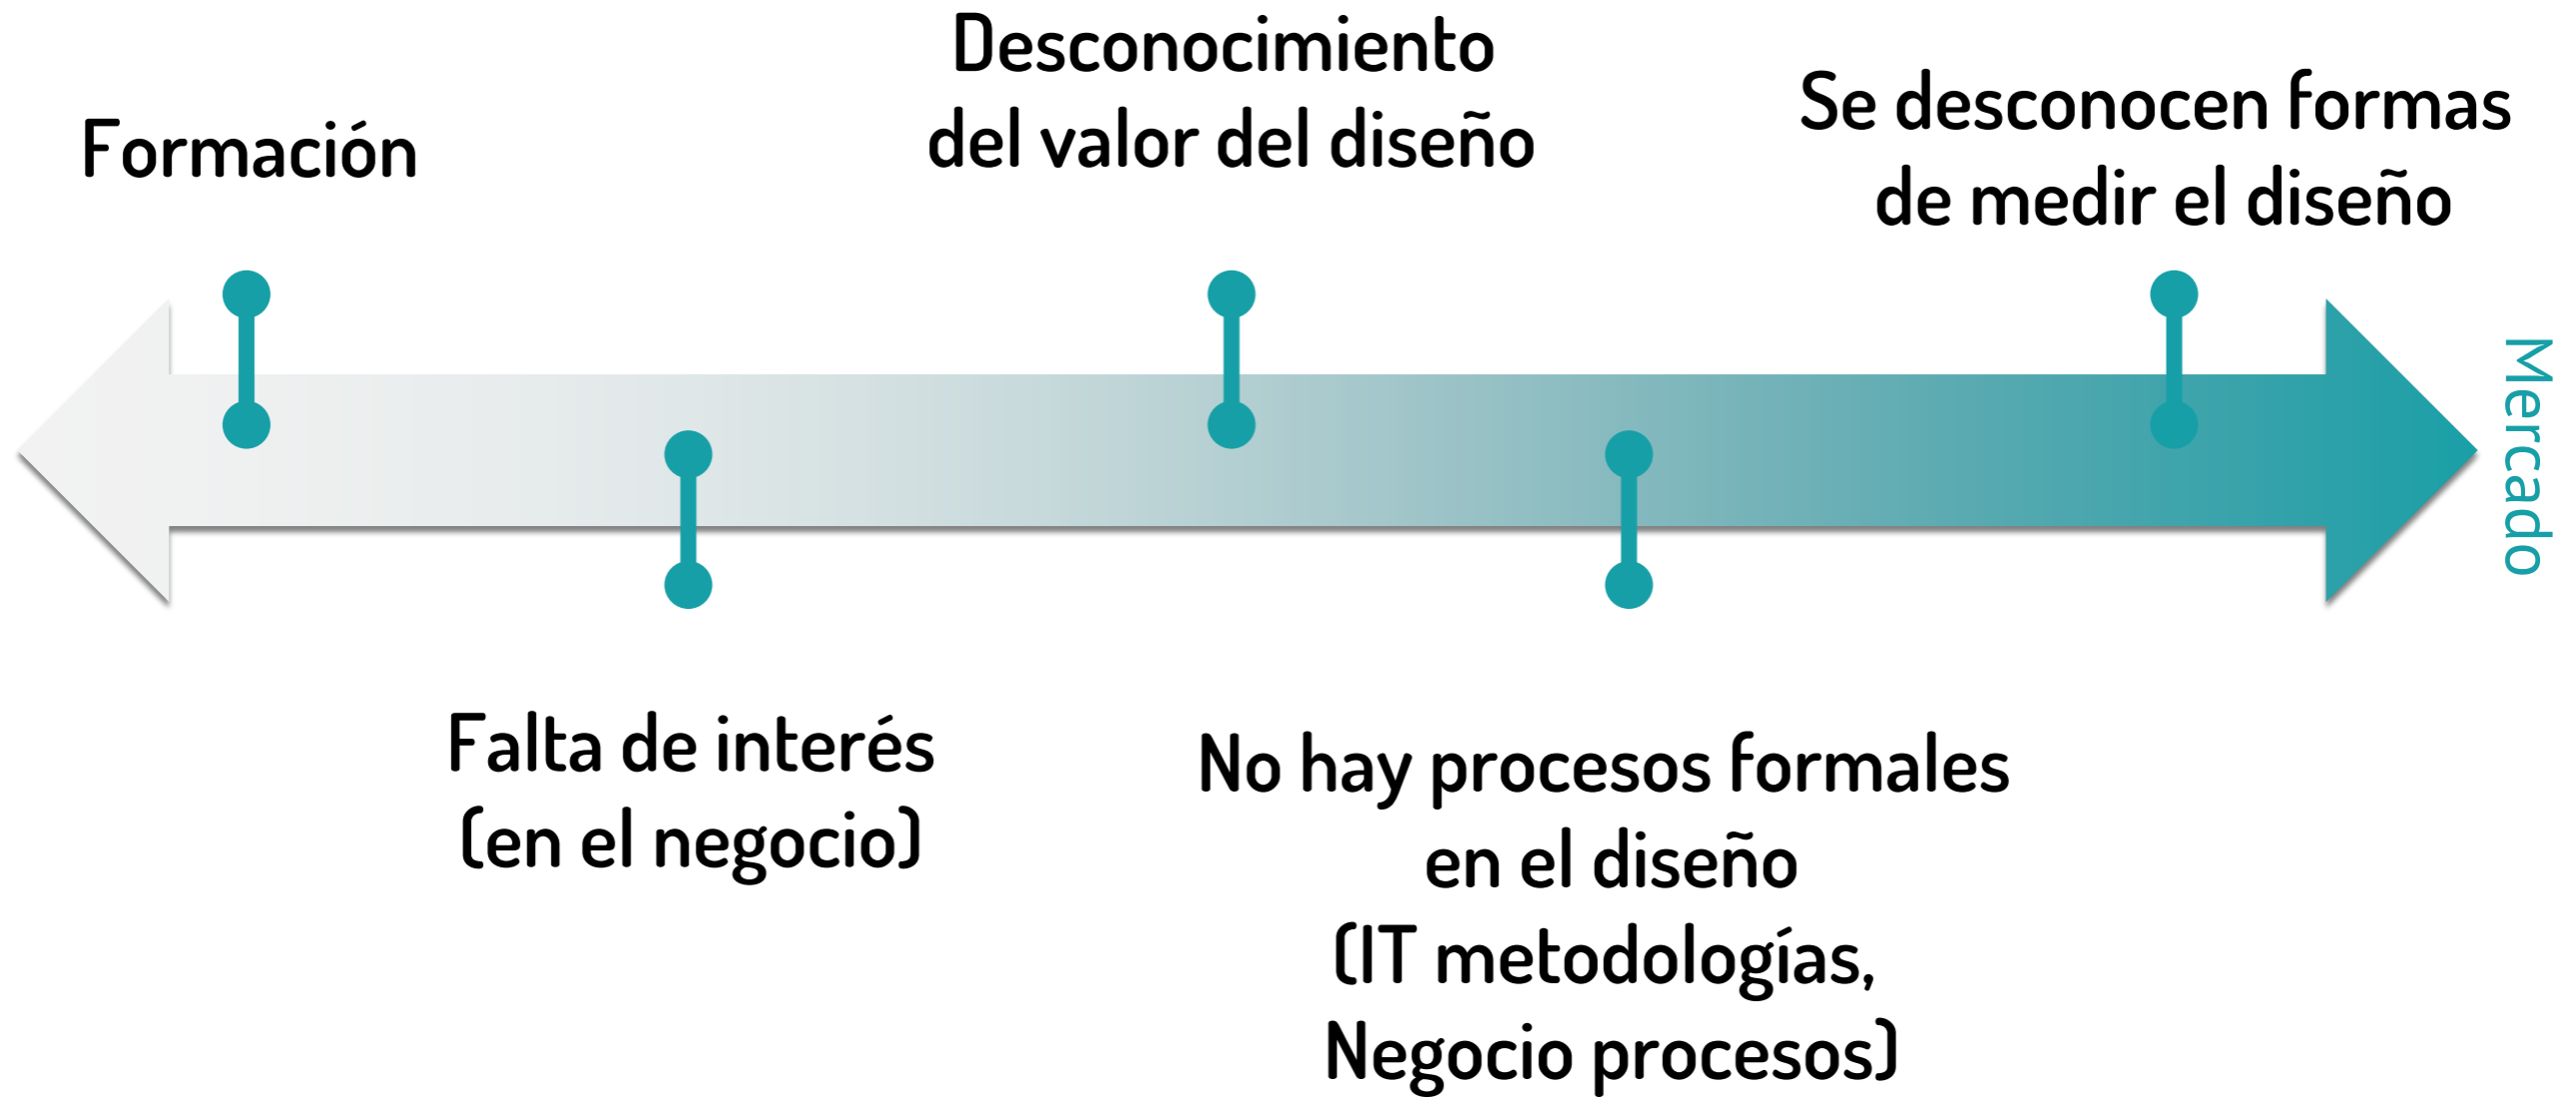 Formación
Desconocimiento
del valor del diseño
Se desconocen formas
de medir el diseño
Mercado
Falta de interés
(en el negocio)
No hay procesos formales
en el diseño
(IT metodologías,
Negocio procesos)